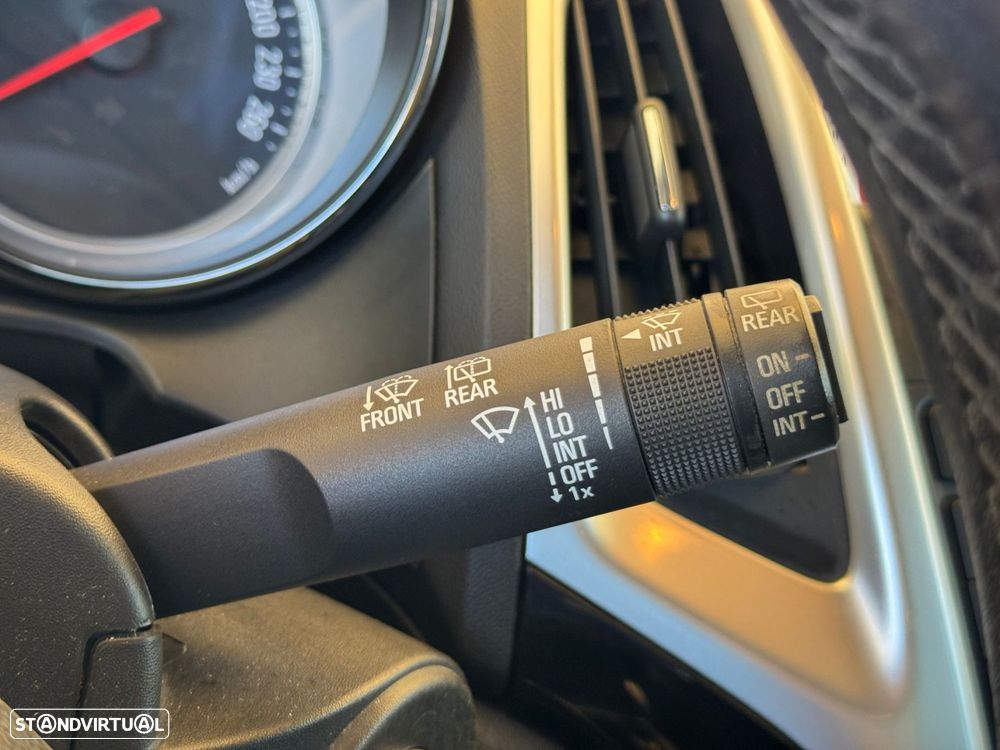 200
230
260
km/h
FRONT
REAR
HI
LO
INT
OFF
1x
INT
REAR
ON
OFF
INT
STANDVIRTUAL